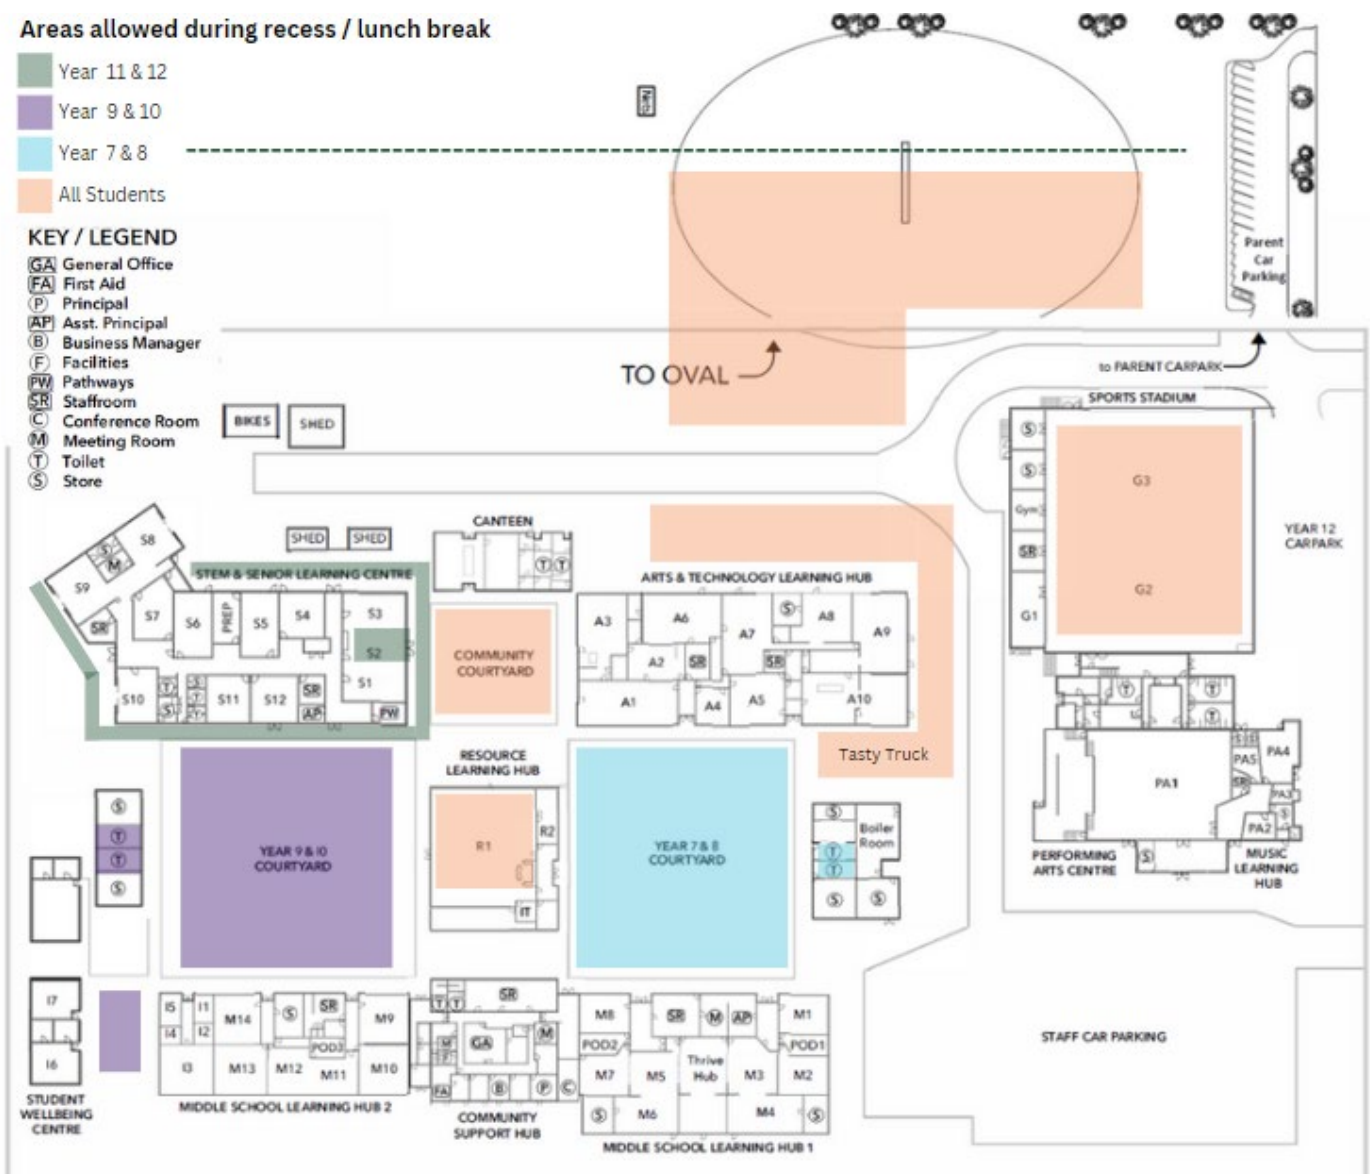 Areas allowed during recess / lunch break
Year 11 & 12
Year 9 & 10
Year 7 & 8
All Students
KEY / LEGEND
GA General Office
FA First Aid
P Principal
AP Asst. Principal
B Business Manager
F Facilities
PW Pathways
SR Staffroom
C Conference Room
M Meeting Room
T Toilet
S Store
Nets
Parent
Car
Parking
TO OVAL
to PARENT CARPARK
SPORTS STADIUM
BIKES
SHED
S
S
Gym
SR
G1
G3
G2
YEAR 12
CARPARK
CANTEEN
T T
SHED
SHED
STEM & SENIOR LEARNING CENTRE
S8
S
M
S9
SR
S7
S6
PREP
S5
S4
S3
S2
S1
S10
T
S
S
T
T
S11
S12
SR
AP
PW
COMMUNITY
COURTYARD
ARTS & TECHNOLOGY LEARNING HUB
A3
A6
S
A8
A7
A9
A2
SR
SR
A1
A4
A5
A10
Tasty Truck
T
T
T
PA1
S S
PA5
PA4
SR
PA3
S
PA2
S
PERFORMING
ARTS CENTRE
MUSIC
LEARNING
HUB
RESOURCE
LEARNING HUB
R1
R2
IT
S
T
T
S
YEAR 9 & 10
COURTYARD
YEAR 7 & 8
COURTYARD
S
Boiler
Room
T
T
S
S
I7
I6
STUDENT
WELLBEING
CENTRE
I5
I1
I4
I2
I3
M14
S
SR
M9
POD3
M13
M12
M11
M10
MIDDLE SCHOOL LEARNING HUB 2
T T
SR
GA
M
M
FA
B
P
C
COMMUNITY
SUPPORT HUB
M8
SR
M
AP
M1
POD2
POD1
M7
M5
Thrive
Hub
M3
M2
S
M6
M4
S
MIDDLE SCHOOL LEARNING HUB 1
STAFF CAR PARKING